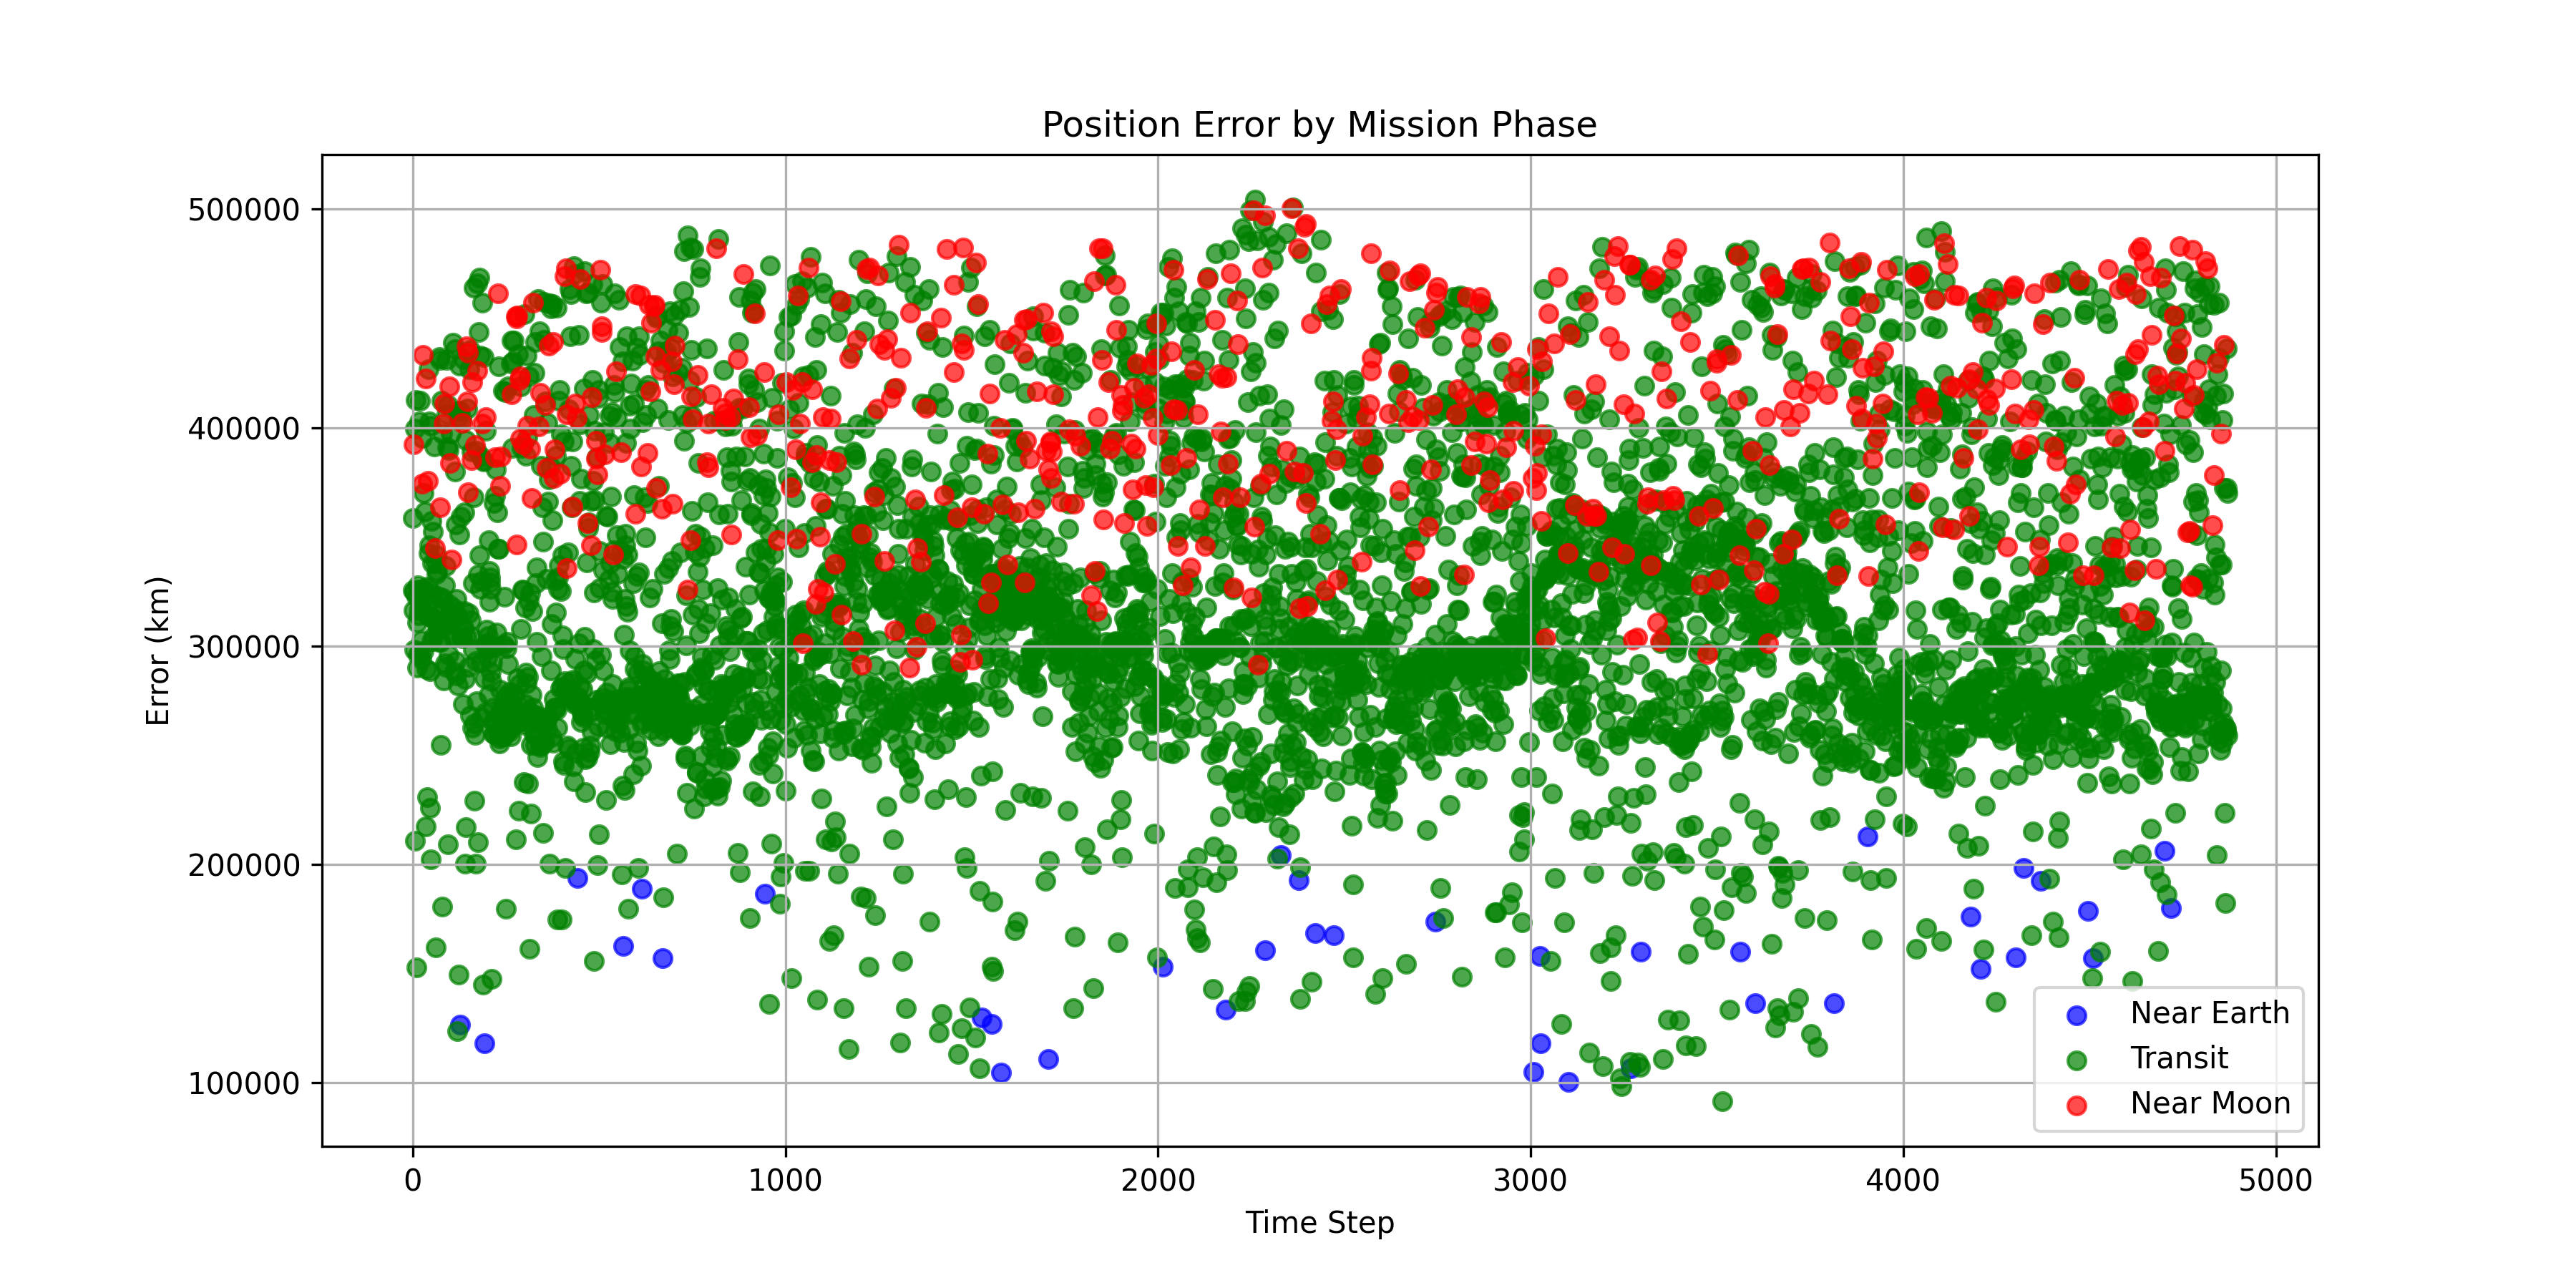 Position Error by Mission Phase
Error (km)
500000
400000
300000
200000
100000
0 1000 2000 3000 4000 5000
Time Step
Near Earth
Transit
Near Moon